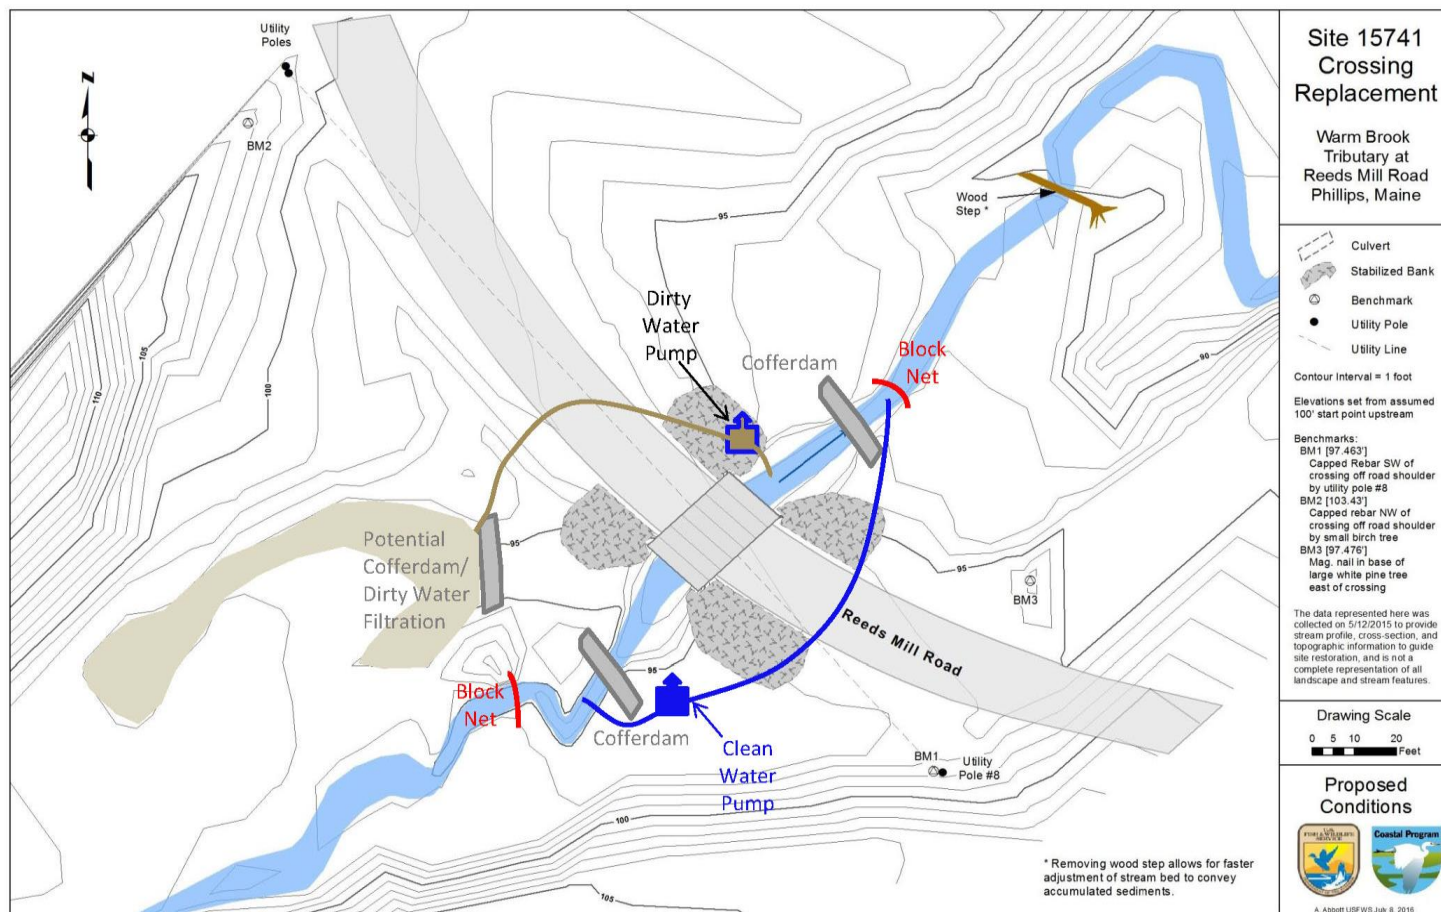 Utility
Poles
Z
BM2
95
105
110
100
Wood
Step *
90
Dirty
Water
Pump
Cofferdam
Block
Net
Potential
Cofferdam/
Dirty Water
Filtration
95
95
BM3
Reeds Mill Road
95
Block
Net
Cofferdam
Clean
Water
Pump
BM1
Utility
Pole #8
100
105
* Removing wood step allows for faster
adjustment of stream bed to convey
accumulated sediments.
Site 15741
Crossing
Replacement
Warm Brook
Tributary at
Reeds Mill Road
Phillips, Maine
Culvert
Stabilized Bank
Benchmark
Utility Pole
Utility Line
Contour Interval = 1 foot
Elevations set from assumed
100' start point upstream
Benchmarks:
BM1 [97.463']
Capped Rebar SW of
crossing off road shoulder
by utility pole #8
BM2 [103.43']
Capped rebar NW of
crossing off road shoulder
by small birch tree
BM3 [97.476']
Mag. nail in base of
large white pine tree
east of crossing
The data represented here was
collected on 5/12/2015 to provide
stream profile, cross-section, and
topographic information to guide
site restoration, and is not a
complete representation of all
landscape and stream features.
Drawing Scale
0 5 10 20
Feet
Proposed
Conditions
U.S.
FISH & WILDLIFE
SERVICE
Coastal Program
A. Abbott USFWS July 8, 2016